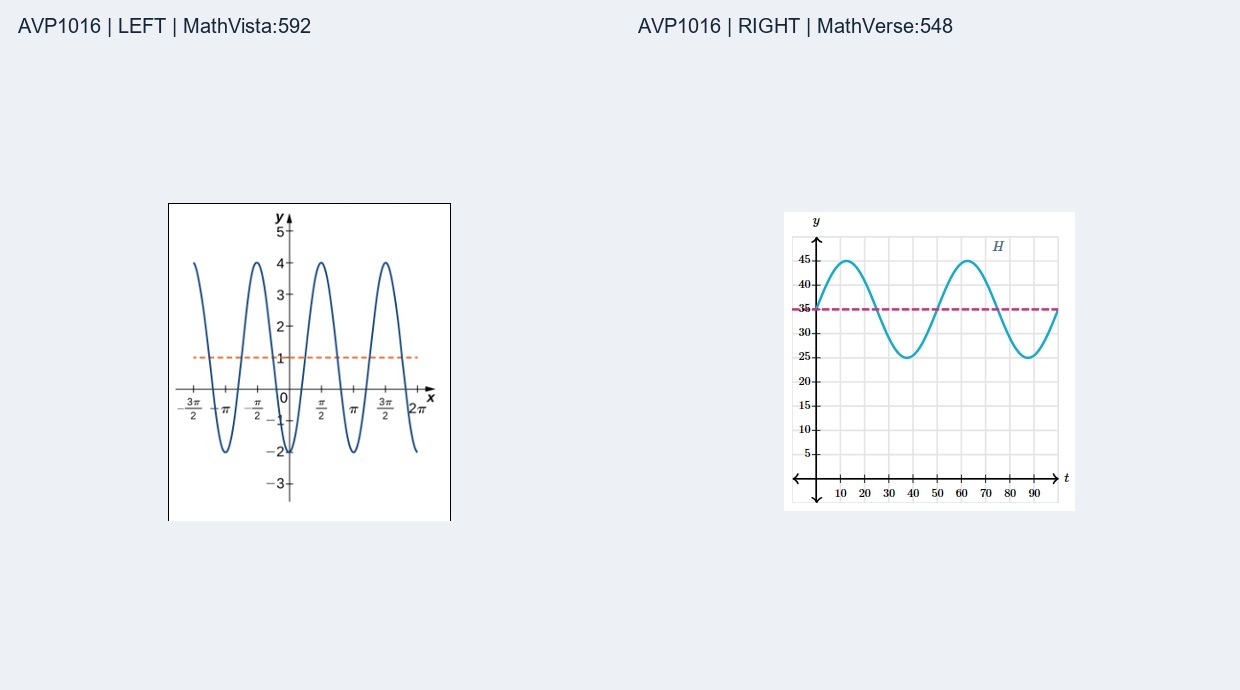 AVP1016 | LEFT | MathVista:592
AVP1016 | RIGHT | MathVerse:548
y
5
4
3
2
1
0
−1
−2
−3
−3π/2 −π −π/2 π/2 π 3π/2 2π x
y
H
45
40
35
30
25
20
15
10
5
t
10 20 30 40 50 60 70 80 90